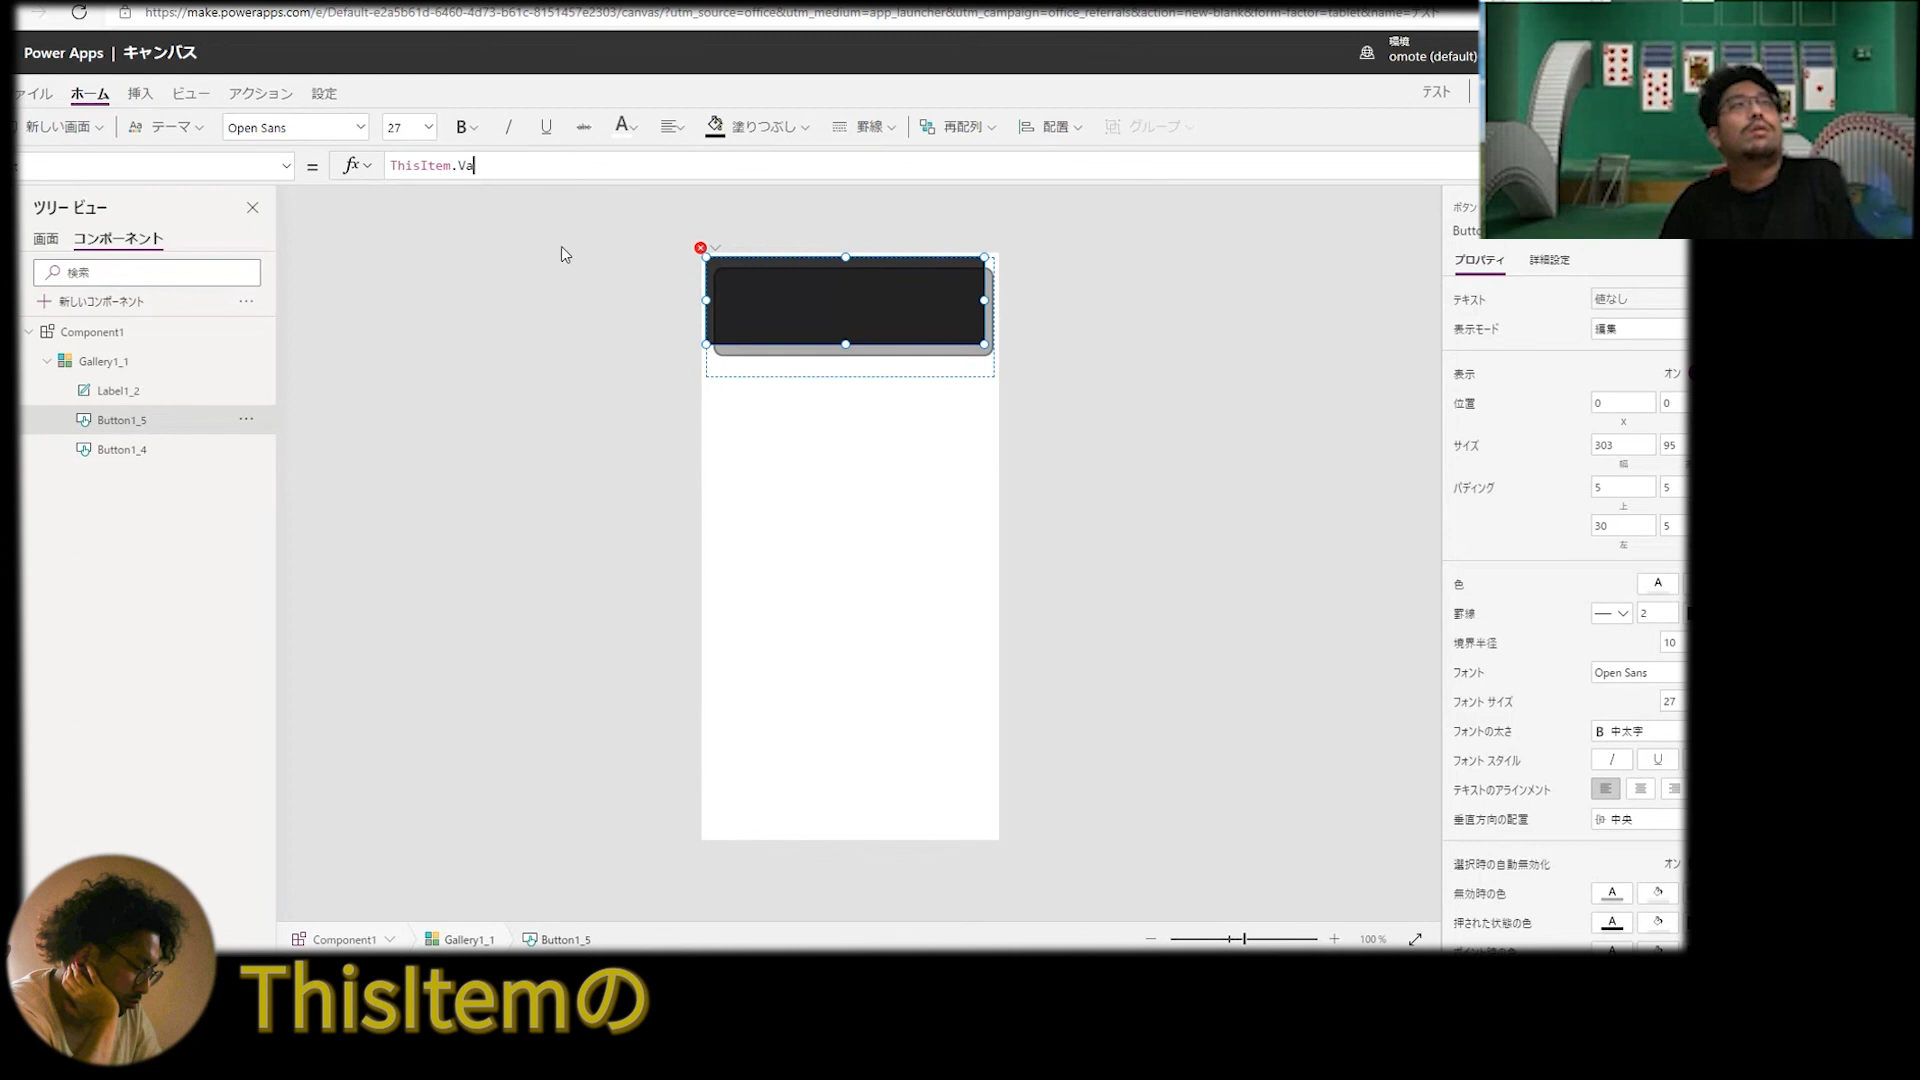 https://make.powerapps.com/e/Default-e2a5b61d-6460-4d73-b61c-8151457e2303/canvas/?utm_source=office&utm_medium=app_launcher&utm_campaign=office_referrals&action=new-blank&form-factor=tablet&name=テスト
Power Apps | キャンバス
環境
omote (default)
ァイル ホーム 挿入 ビュー アクション 設定
テスト
新しい画面 テーマ Open Sans 27 B / U abc A 塗りつぶし 罫線 再配列 配置 グループ
= fx ThisItem.Va
ツリー ビュー
画面 コンポーネント
検索
新しいコンポーネント ...
Component1
Gallery1_1
Label1_2
Button1_5 ...
Button1_4
ボタン
Butto
プロパティ 詳細設定
テキスト 値なし
表示モード 編集
表示 オン
位置 0 0
X
サイズ 303 95
幅
パディング 5 5
上
30 5
左
色 A
罫線 2
境界半径 10
フォント Open Sans
フォント サイズ 27
フォントの太さ B 中太字
フォント スタイル / U
テキストのアラインメント
垂直方向の配置 中央
選択時の自動無効化 オン
無効時の色 A
押された状態の色 A
Component1 Gallery1_1 Button1_5
100 %
ThisItemの